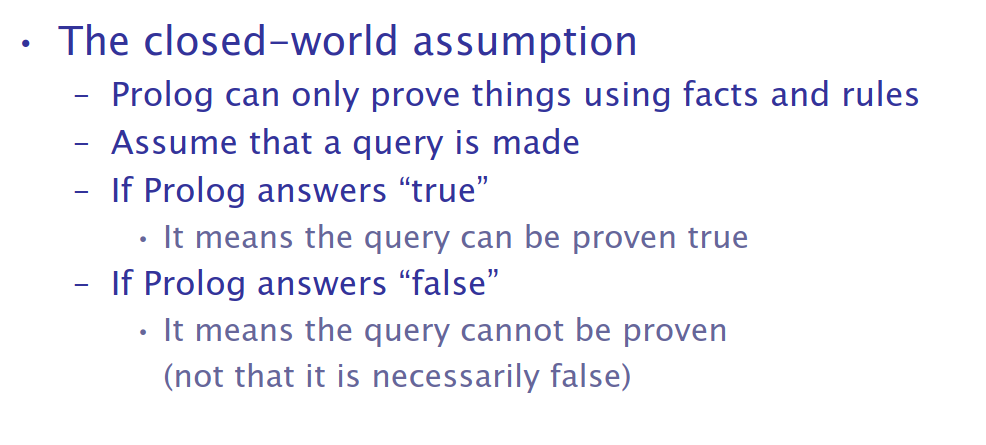 • The closed-world assumption
– Prolog can only prove things using facts and rules
– Assume that a query is made
– If Prolog answers “true”
• It means the query can be proven true
– If Prolog answers “false”
• It means the query cannot be proven
(not that it is necessarily false)